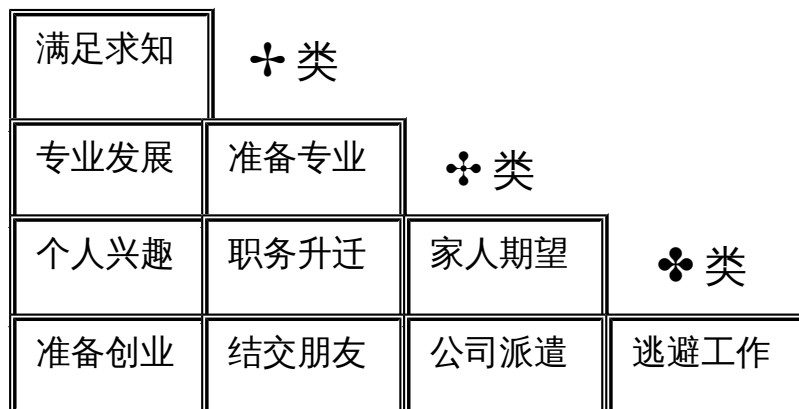 满足求知 ✢ 类
专业发展 准备专业 ✣ 类
个人兴趣 职务升迁 家人期望 ✤ 类
准备创业 结交朋友 公司派遣 逃避工作